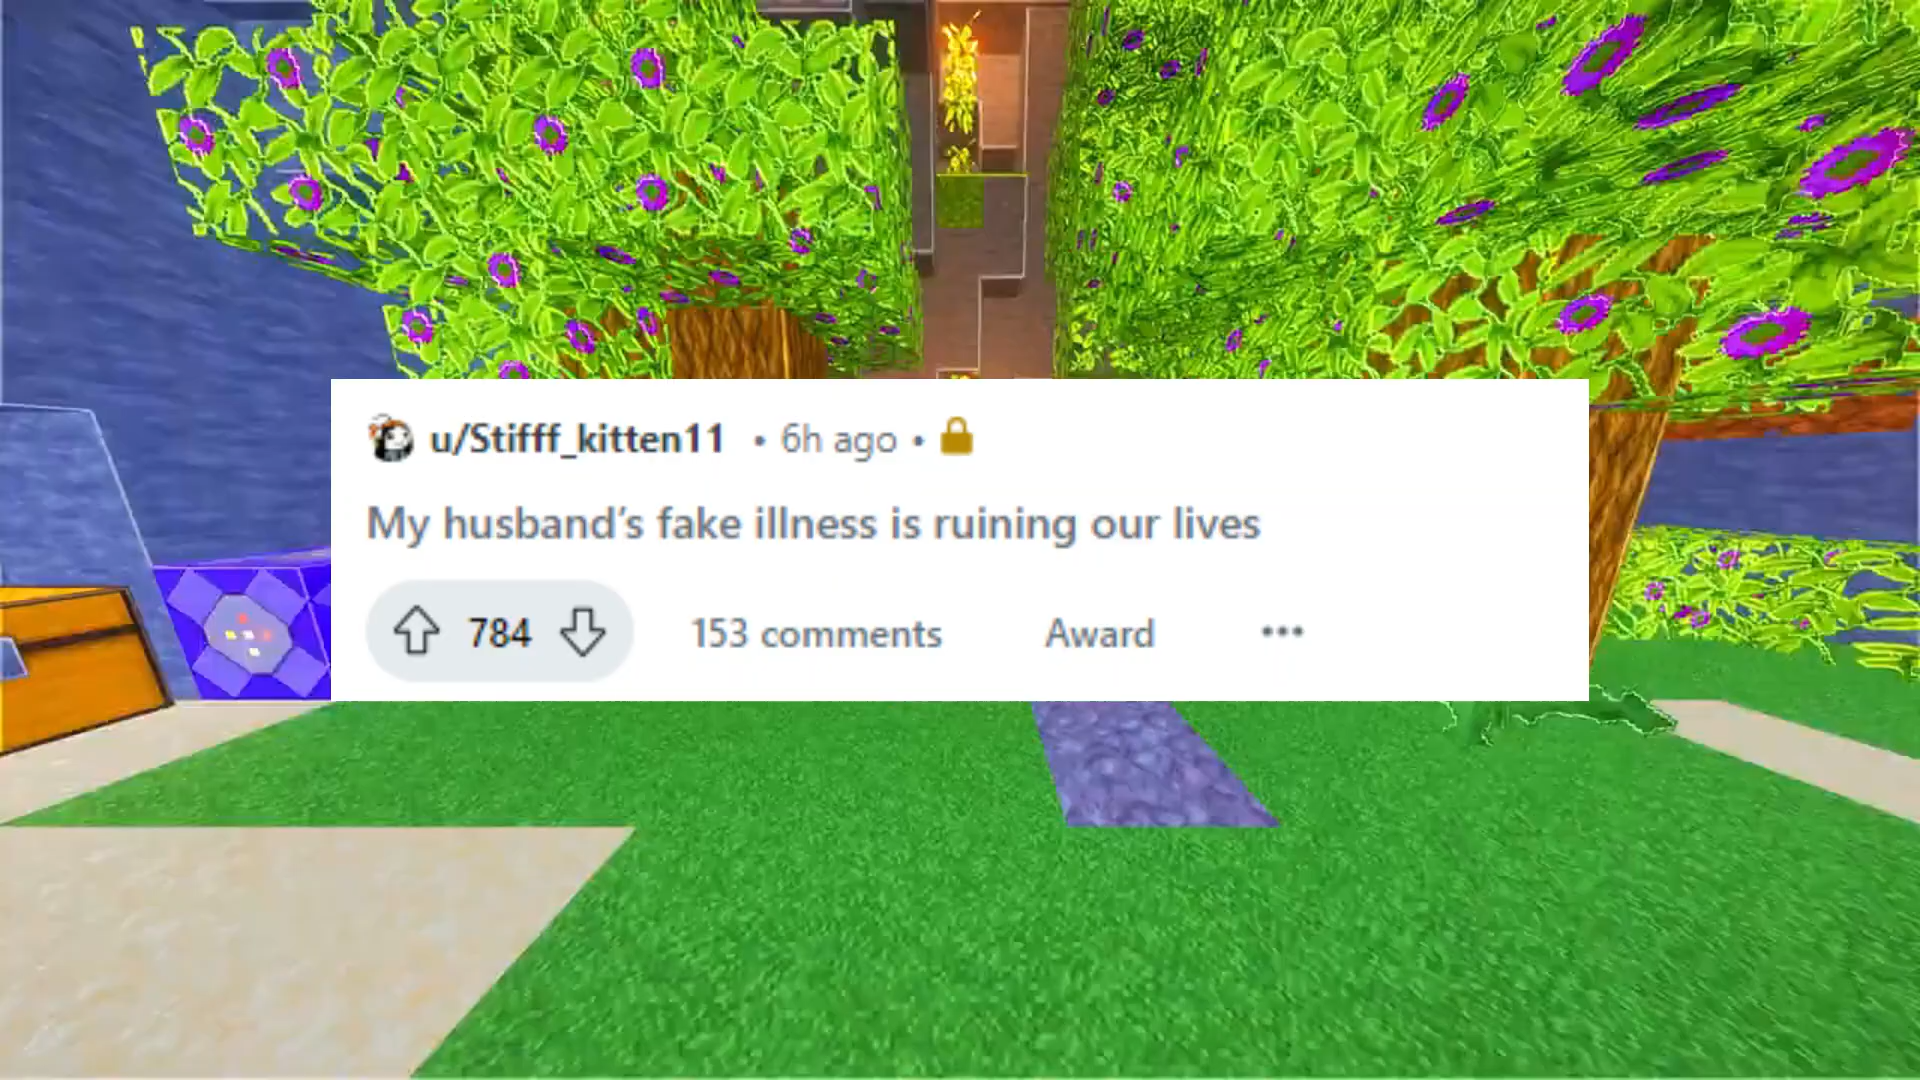 u/Stifff_kitten11 • 6h ago •
My husband's fake illness is ruining our lives
784 153 comments Award •••